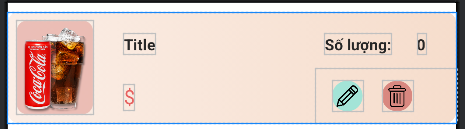 Coca-Cola
Title
Số lượng: 0
$